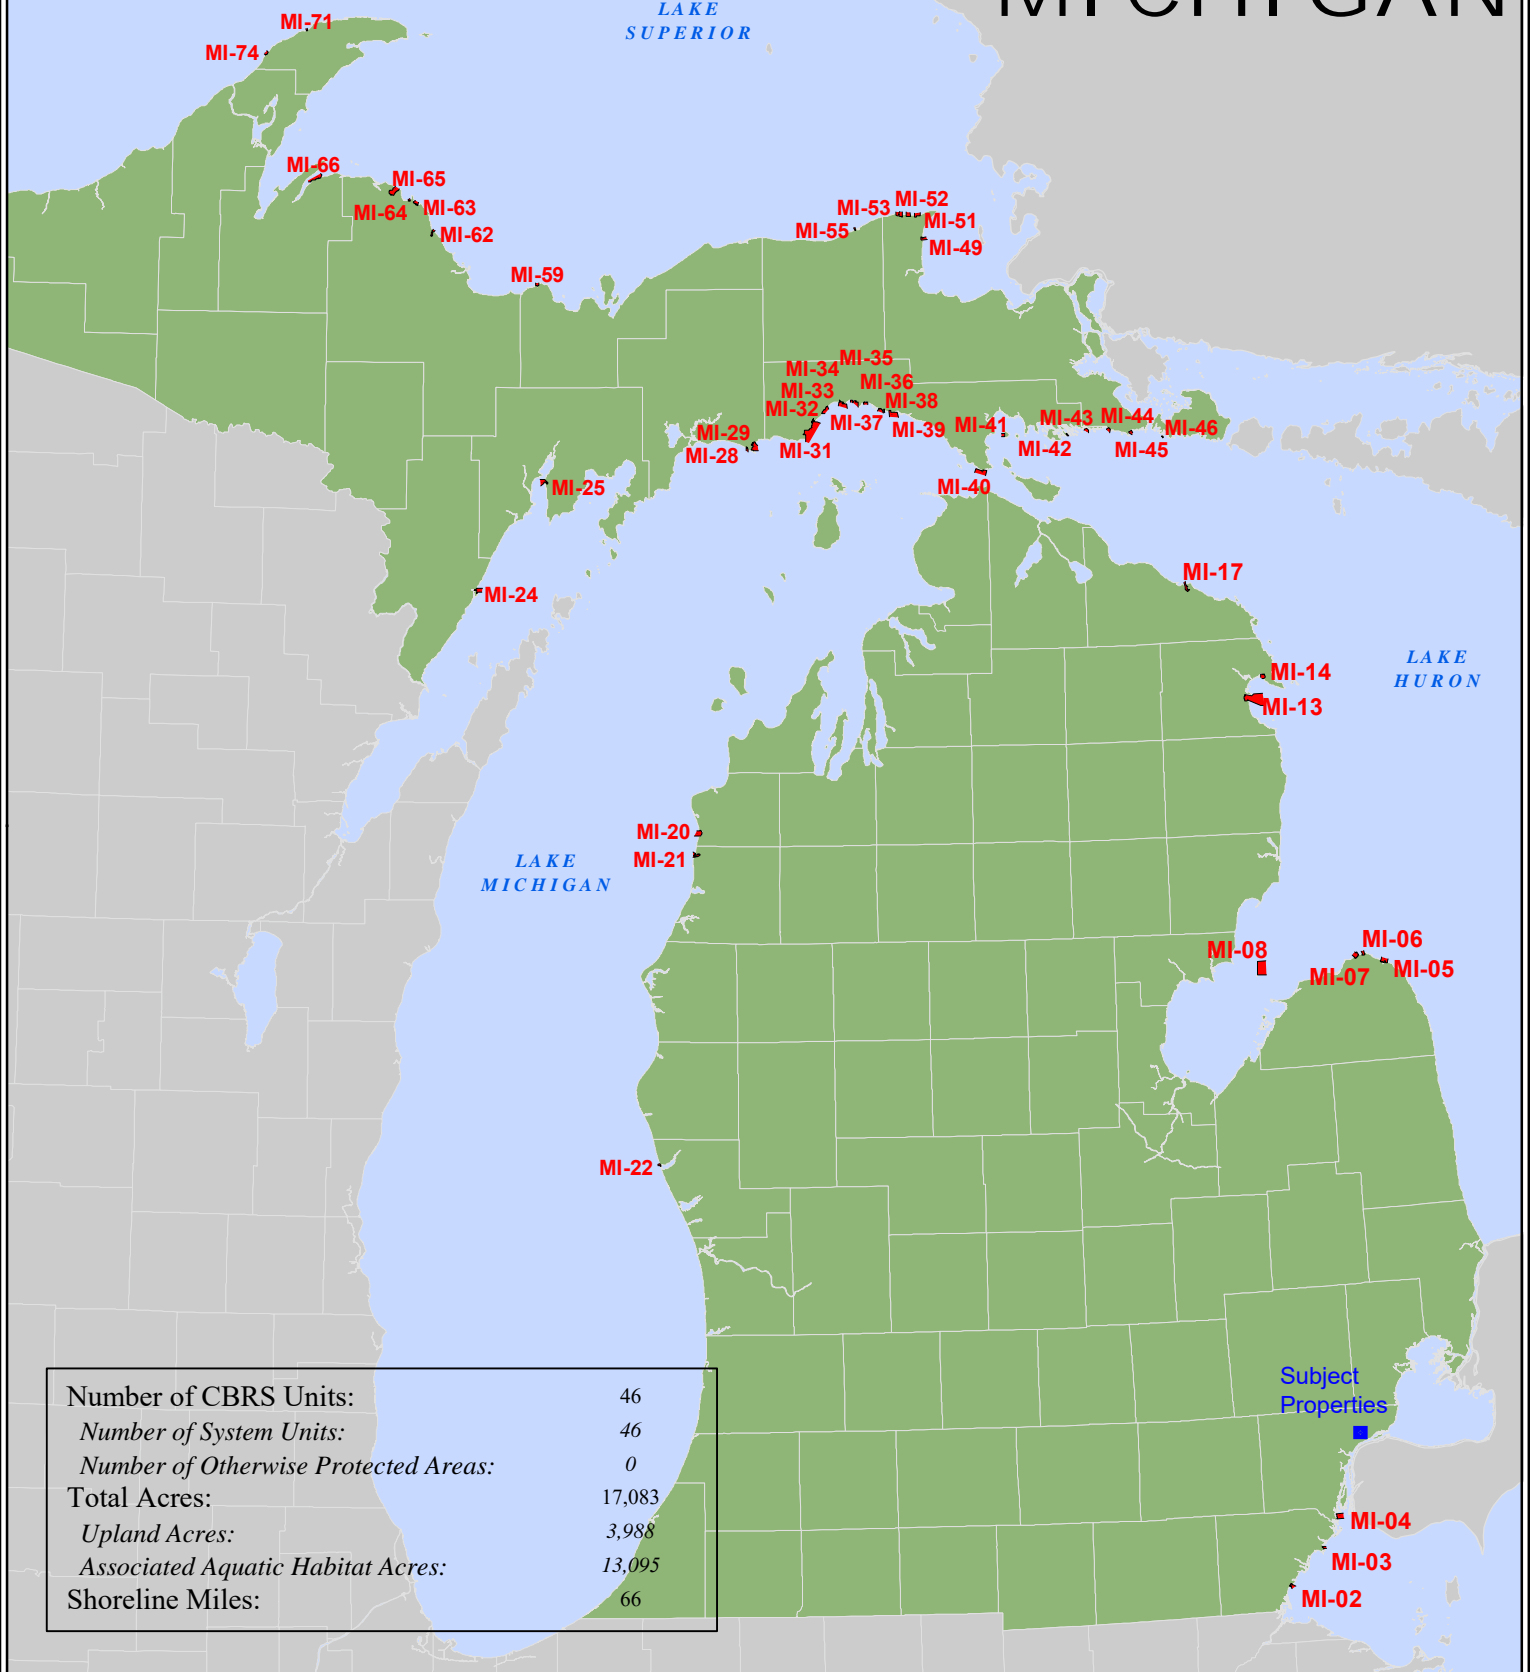 MICHIGAN
LAKE
SUPERIOR
MI-71
MI-74
MI-66
MI-65
MI-64
MI-63
MI-62
MI-59
MI-53
MI-52
MI-55
MI-51
MI-49
MI-35
MI-34
MI-36
MI-33
MI-38
MI-32
MI-37
MI-39
MI-31
MI-29
MI-28
MI-41
MI-43
MI-44
MI-46
MI-42
MI-45
MI-40
MI-25
MI-24
MI-17
LAKE
HURON
MI-14
MI-13
MI-20
MI-21
LAKE
MICHIGAN
MI-08
MI-06
MI-07
MI-05
MI-22
Subject
Properties
MI-04
MI-03
MI-02
Number of CBRS Units: 46
Number of System Units: 46
Number of Otherwise Protected Areas: 0
Total Acres: 17,083
Upland Acres: 3,988
Associated Aquatic Habitat Acres: 13,095
Shoreline Miles: 66